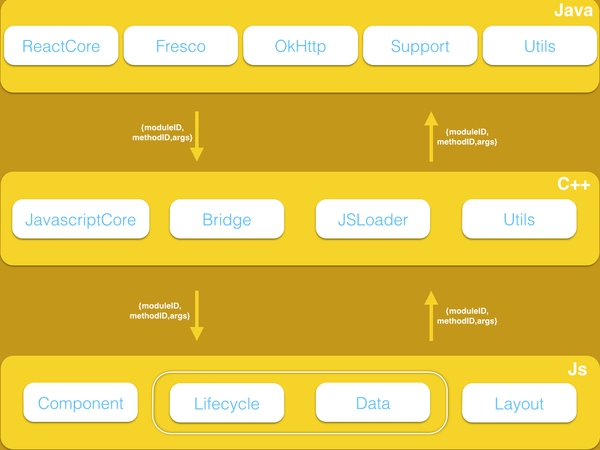 Java
ReactCore
Fresco
OkHttp
Support
Utils
{moduleID,
methodID,args}
{moduleID,
methodID,args}
C++
JavascriptCore
Bridge
JSLoader
Utils
{moduleID,
methodID,args}
{moduleID,
methodID,args}
Js
Component
Lifecycle
Data
Layout